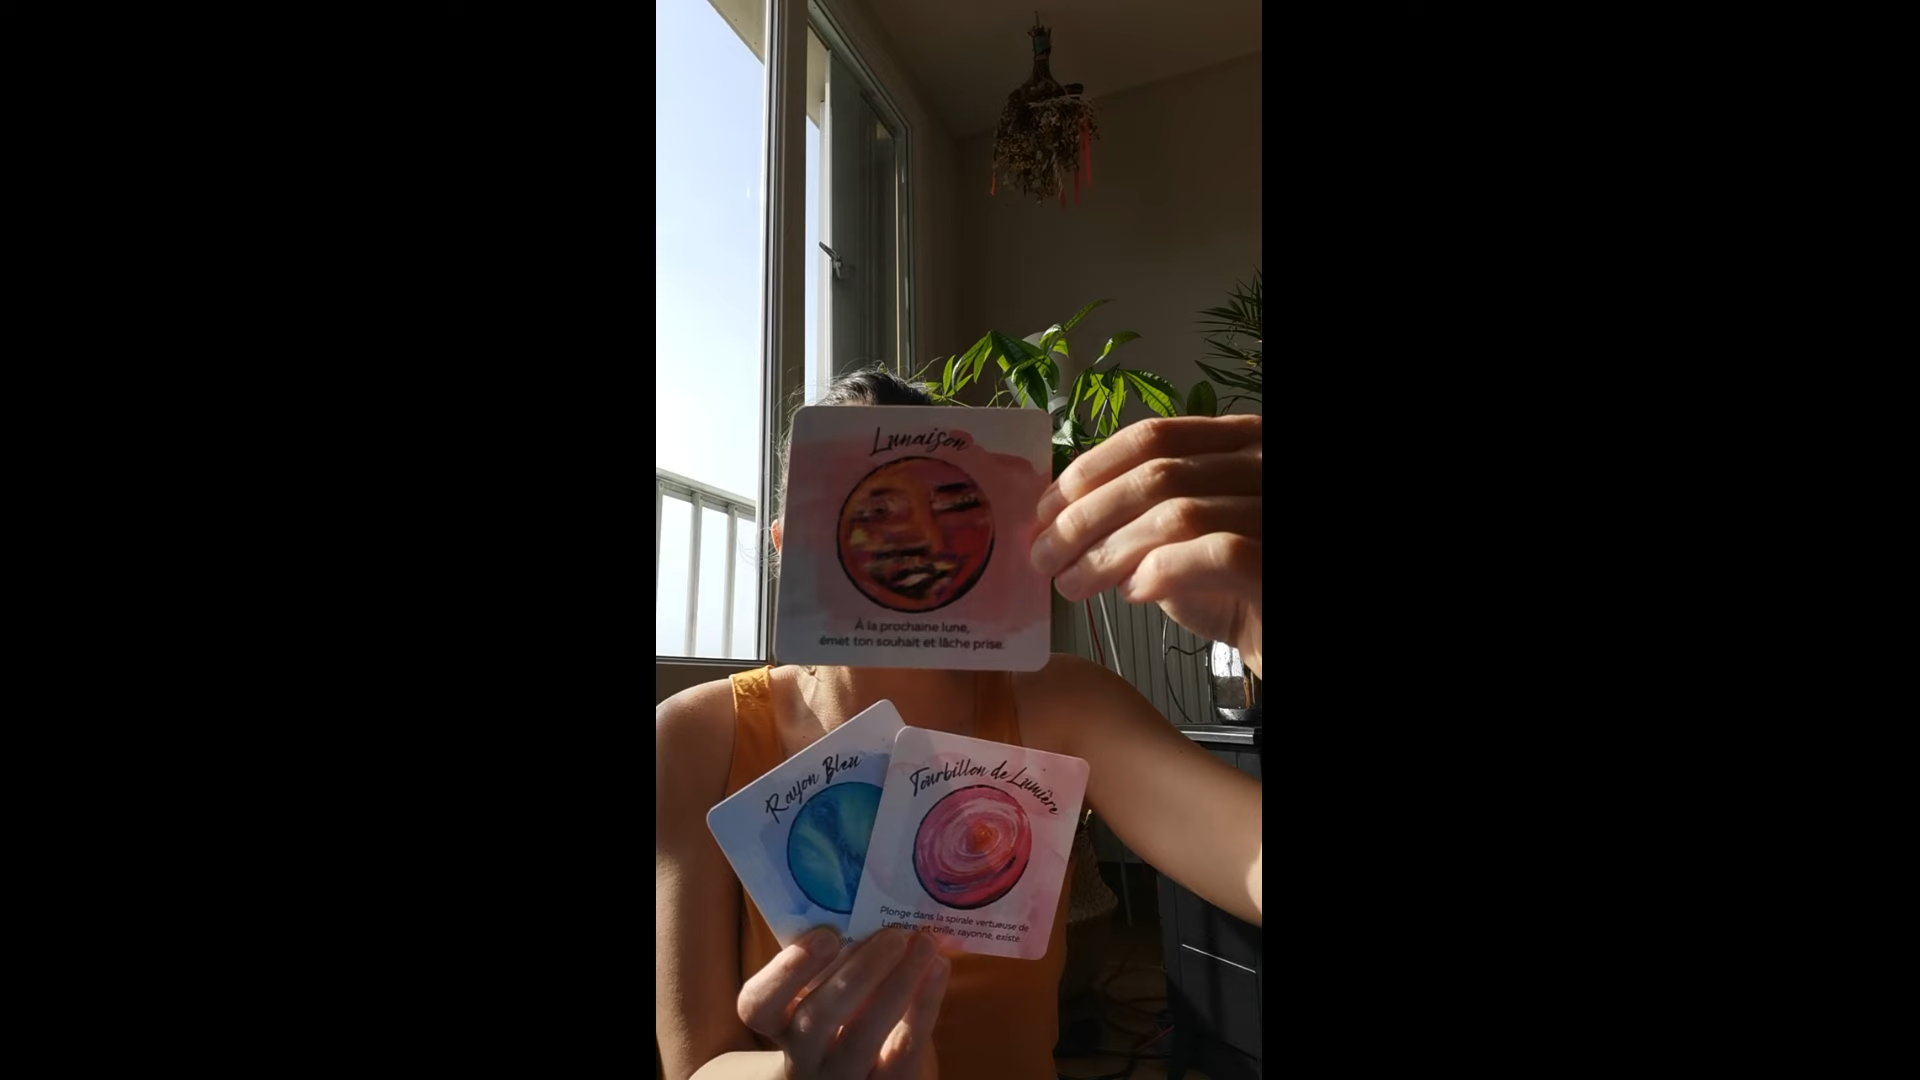 Lunaison
À la prochaine lune,
émet ton souhait et lâche prise.
Rayon Bleu
Tourbillon de Lumière
Plonge dans la spirale vertueuse de
Lumière, et brille, rayonne, existe.